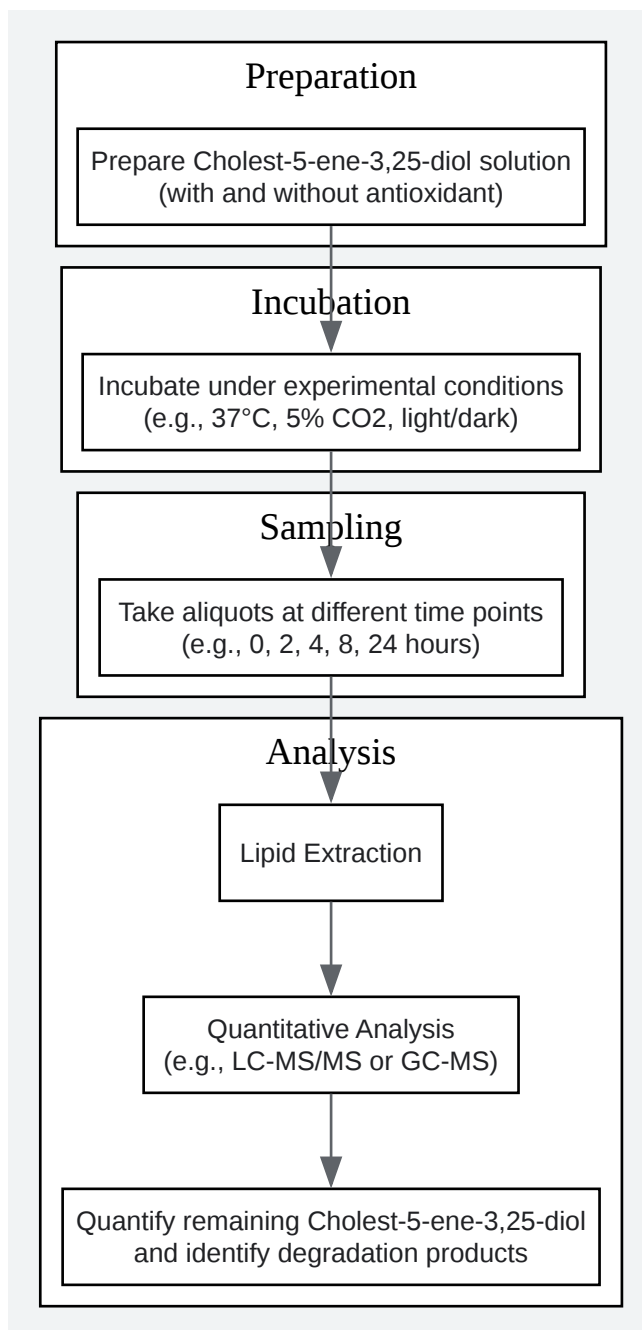 Preparation
Prepare Cholest-5-ene-3,25-diol solution
(with and without antioxidant)
Incubation
Incubate under experimental conditions
(e.g., 37°C, 5% CO2, light/dark)
Sampling
Take aliquots at different time points
(e.g., 0, 2, 4, 8, 24 hours)
Analysis
Lipid Extraction
Quantitative Analysis
(e.g., LC-MS/MS or GC-MS)
Quantify remaining Cholest-5-ene-3,25-diol
and identify degradation products